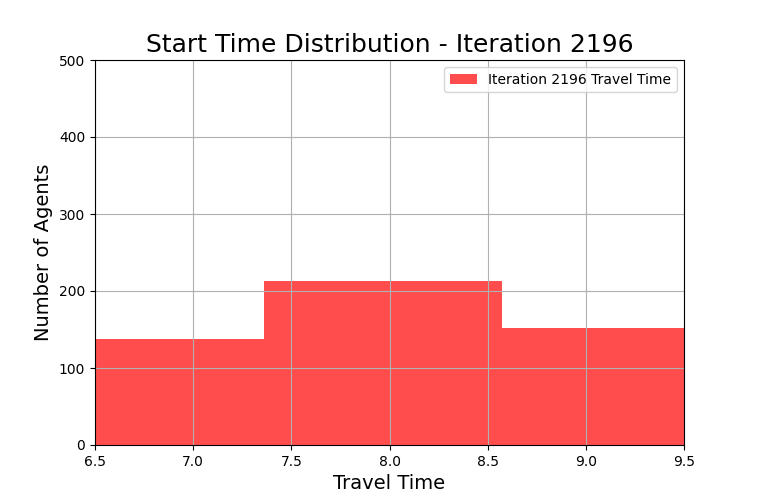 Start Time Distribution - Iteration 2196
Iteration 2196 Travel Time
Number of Agents
500
400
300
200
100
0
6.5 7.0 7.5 8.0 8.5 9.0 9.5
Travel Time